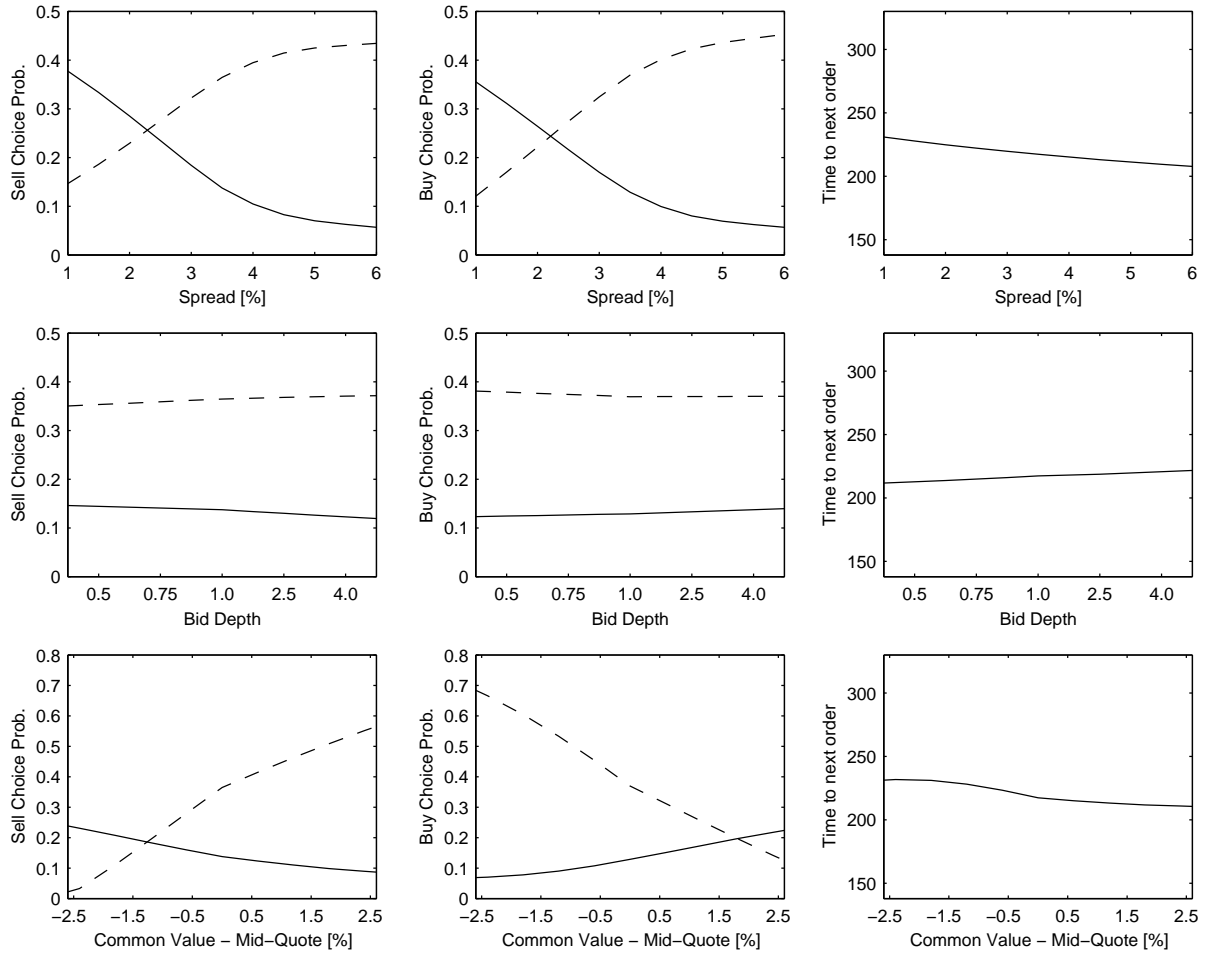 0.5
0.4
0.3
0.2
0.1
0
Sell Choice Prob.
1 2 3 4 5 6
Spread [%]
0.5
0.4
0.3
0.2
0.1
0
Buy Choice Prob.
1 2 3 4 5 6
Spread [%]
300
250
200
150
Time to next order
1 2 3 4 5 6
Spread [%]
0.5
0.4
0.3
0.2
0.1
0
Sell Choice Prob.
0.5 0.75 1.0 2.5 4.0
Bid Depth
0.5
0.4
0.3
0.2
0.1
0
Buy Choice Prob.
0.5 0.75 1.0 2.5 4.0
Bid Depth
300
250
200
150
Time to next order
0.5 0.75 1.0 2.5 4.0
Bid Depth
0.8
0.7
0.6
0.5
0.4
0.3
0.2
0.1
0
Sell Choice Prob.
−2.5 −1.5 −0.5 0.5 1.5 2.5
Common Value − Mid−Quote [%]
0.8
0.7
0.6
0.5
0.4
0.3
0.2
0.1
0
Buy Choice Prob.
−2.5 −1.5 −0.5 0.5 1.5 2.5
Common Value − Mid−Quote [%]
300
250
200
150
Time to next order
−2.5 −1.5 −0.5 0.5 1.5 2.5
Common Value − Mid−Quote [%]